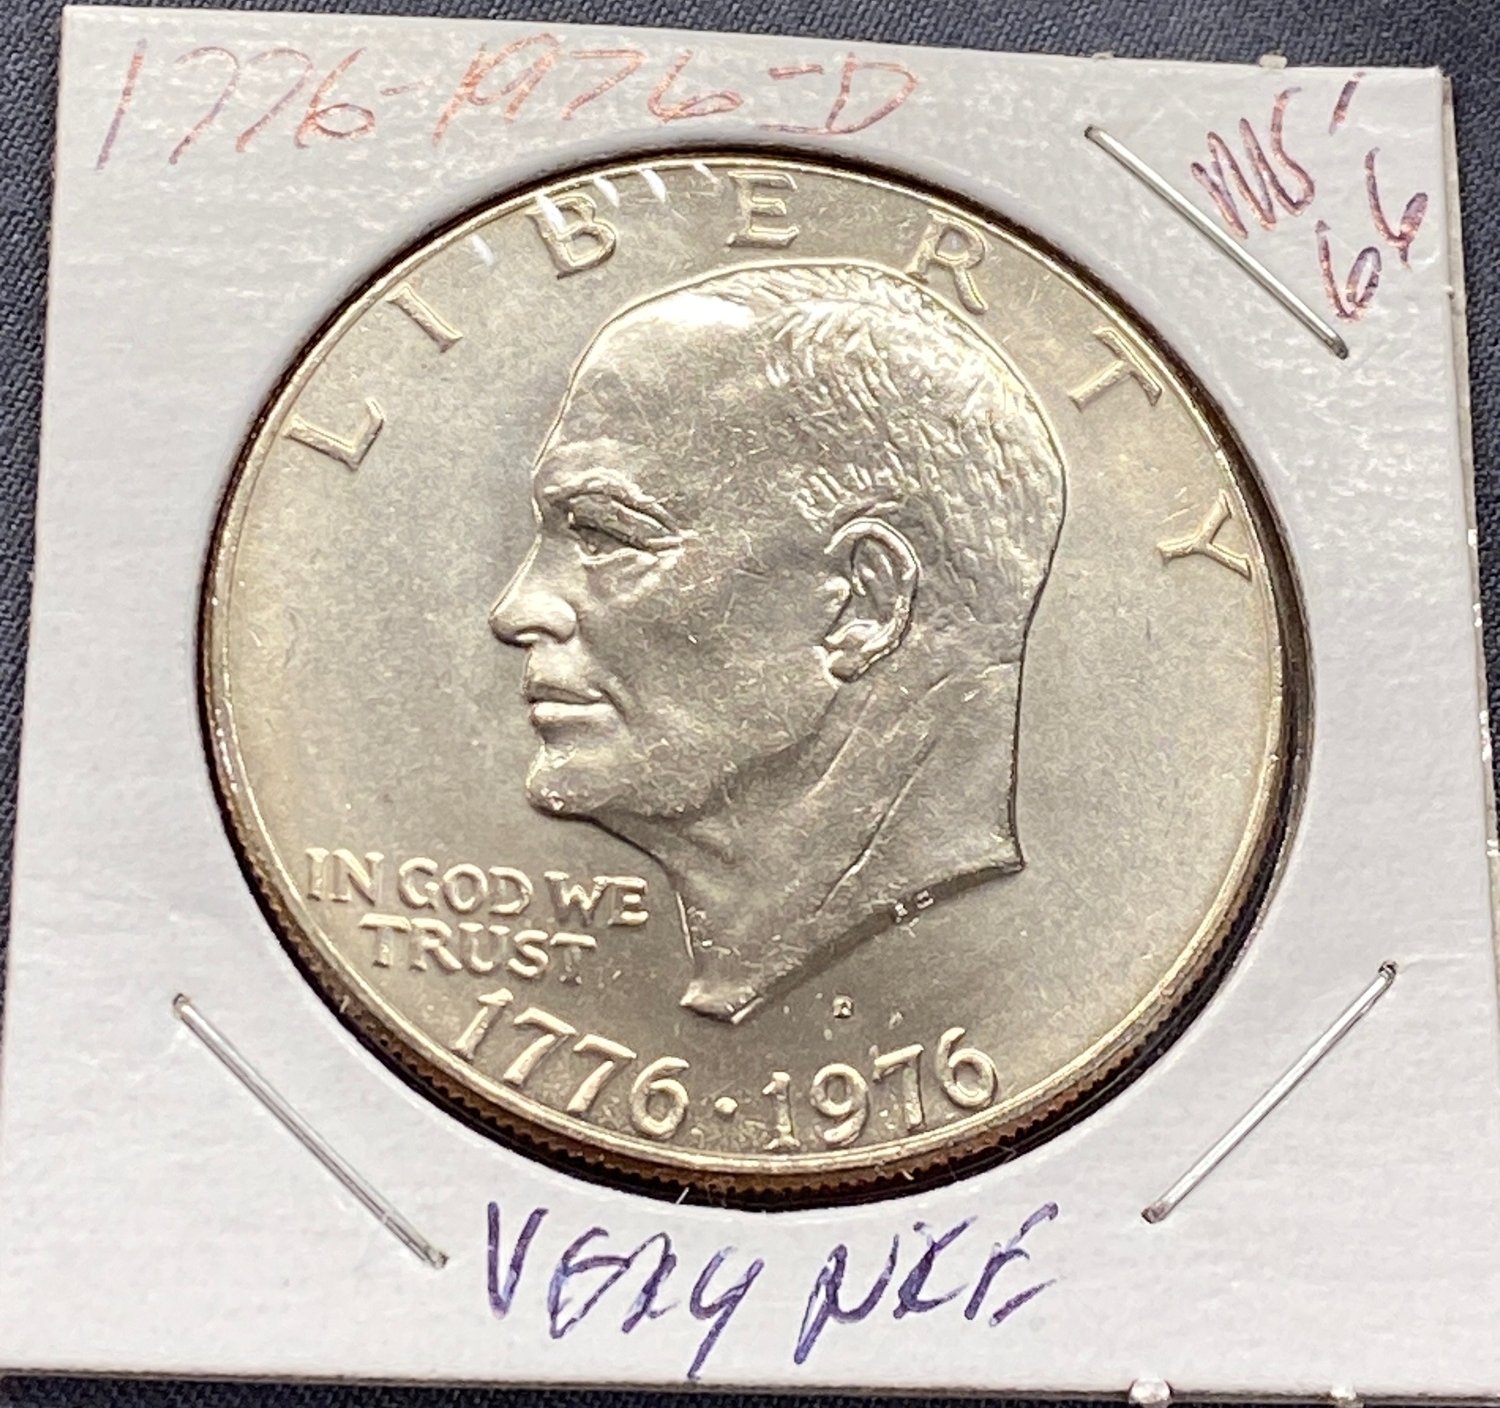 1776-1976-D
MS'
66
LIBERTY
IN GOD WE
TRUST
D
1776·1976
VERY NICE